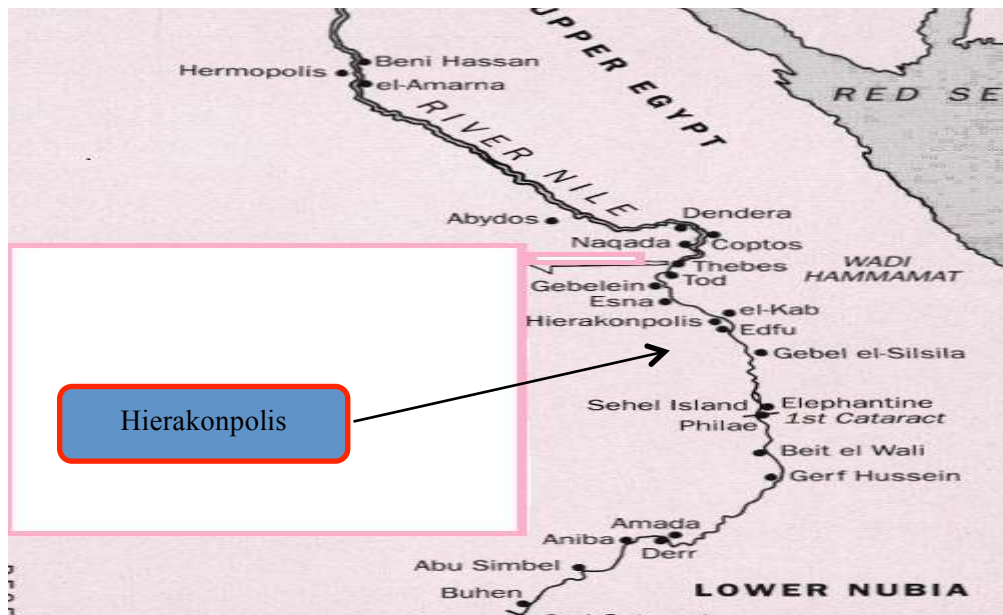 UPPER EGYPT
Beni Hassan
Hermopolis
el-Amarna
RED SE
RIVER NILE
Abydos
Dendera
Naqada
Coptos
WADI
HAMMAMAT
Thebes
Tod
Gebelein
Esna
el-Kab
Hierakonpolis
Edfu
Gebel el-Silsila
Hierakonpolis
Sehel Island
Elephantine
1st Cataract
Philae
Beit el Wali
Gerf Hussein
Amada
Aniba
Derr
Abu Simbel
Buhen
LOWER NUBIA